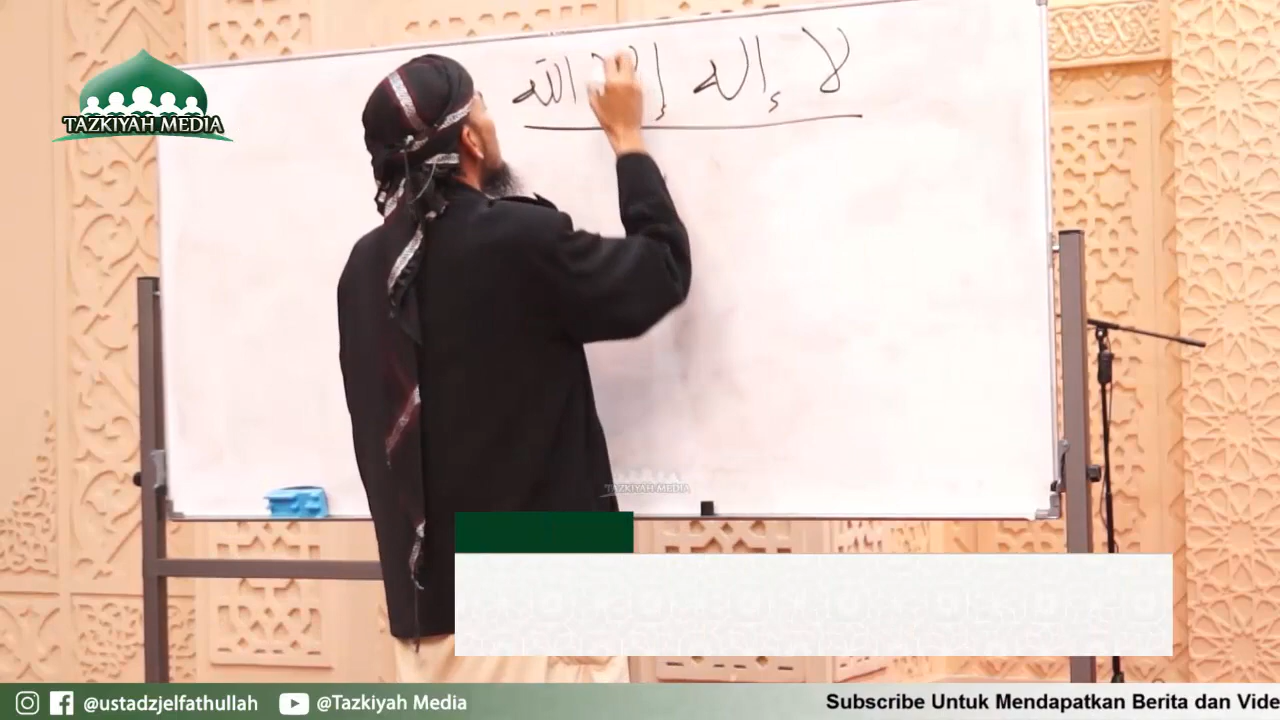 لا إله إلا الله
TAZKIYAH MEDIA
TAZKIYAH MEDIA
@ustadzjelfathullah
@Tazkiyah Media
Subscribe Untuk Mendapatkan Berita dan Vide